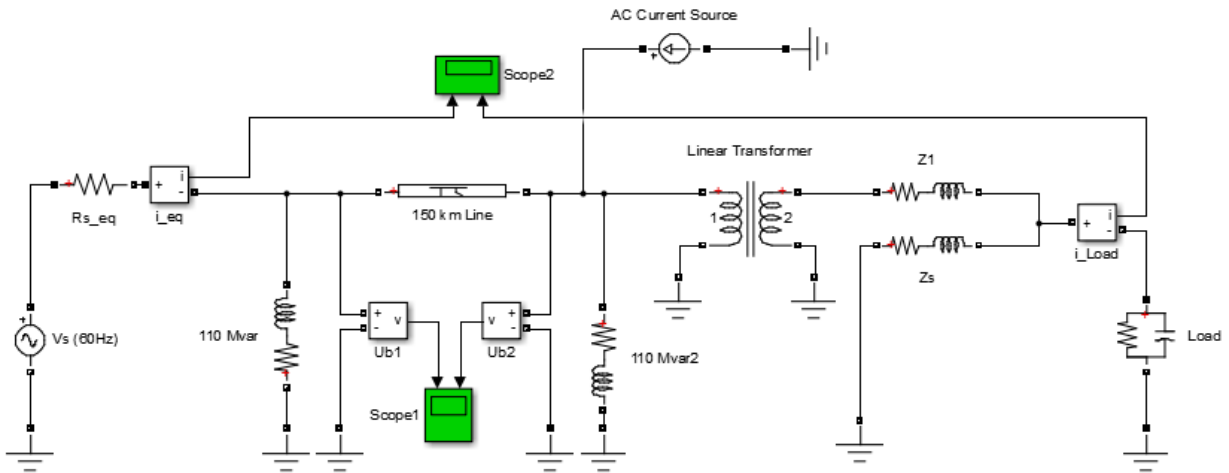 AC Current Source
+
Scope2
Linear Transformer
Z1
+
i
-
Rs_eq
i_eq
150 km Line
1
2
+
i
-
i_Load
Zs
+
Vs (60Hz)
110 Mvar
+
-
v
Ub1
v
+
-
Ub2
110 Mvar2
Load
Scope1